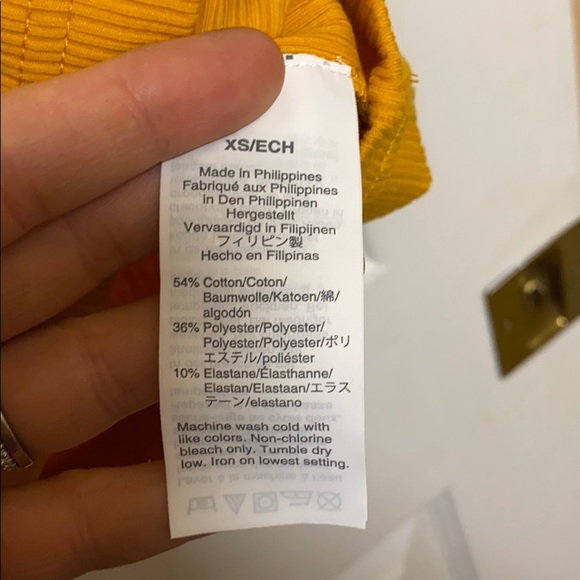 XS/ECH
Made in Philippines
Fabriqué aux Philippines
in Den Philippinen
Hergestellt
Vervaardigd in Filipijnen
フィリピン製
Hecho en Filipinas
54% Cotton/Coton/
Baumwolle/Katoen/綿/
algodón
36% Polyester/Polyester/
Polyester/Polyester/ポリ
エステル/poliéster
10% Elastane/Élasthanne/
Elastan/Elastaan/エラス
テーン/elastano
Machine wash cold with
like colors. Non-chlorine
bleach only. Tumble dry
low. Iron on lowest setting.